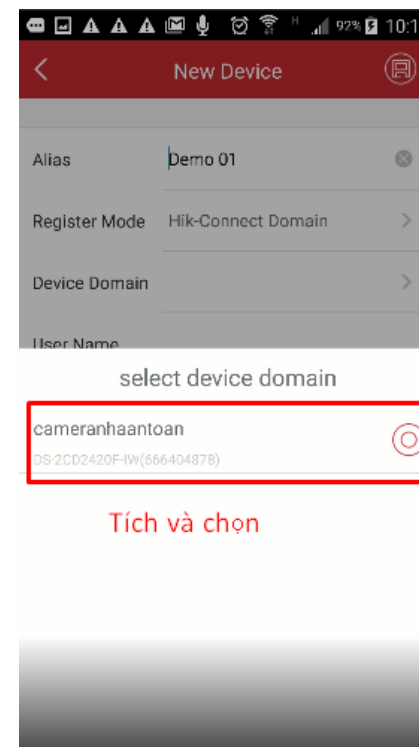 H 92% 10:1
New Device
Alias Demo 01
Register Mode Hik-Connect Domain
Device Domain
User Name
select device domain
cameranhaantoan
DS-2CD2420F-IW(666404878)
Tích và chọn